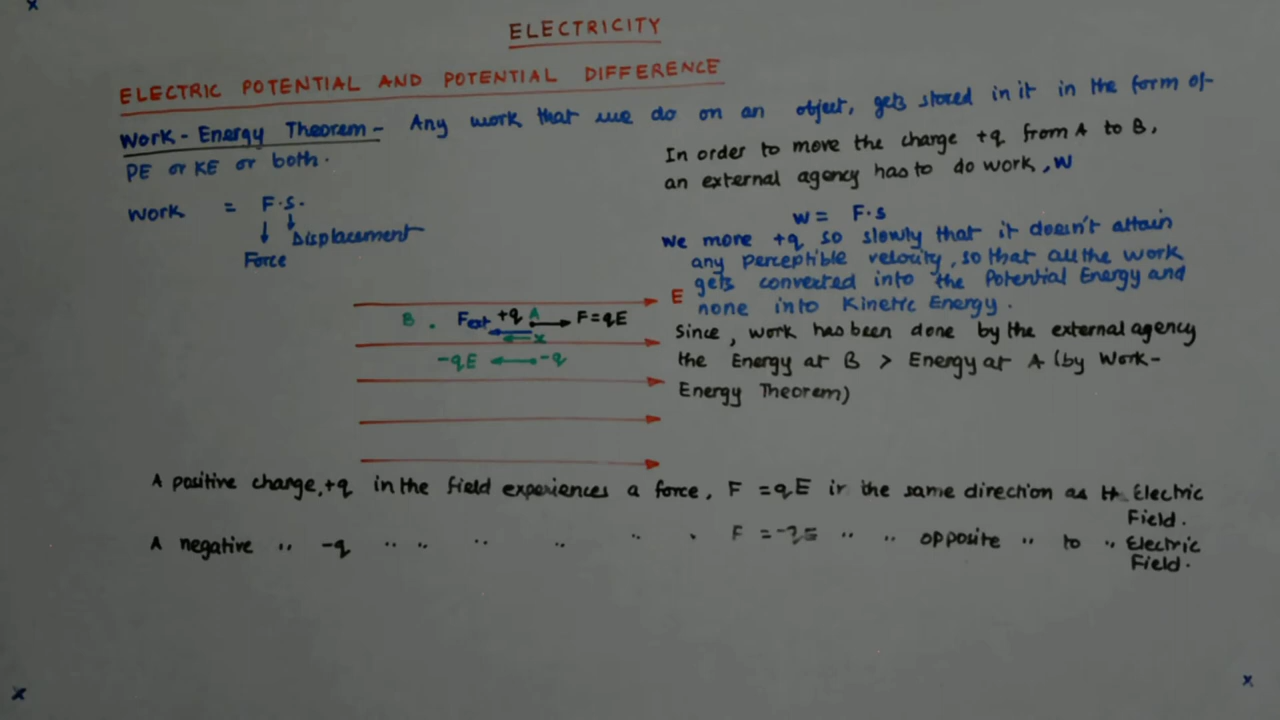 ELECTRICITY
ELECTRIC POTENTIAL AND POTENTIAL DIFFERENCE
Work - Energy Theorem - Any work that we do on an object, gets stored in it in the form of
PE or KE or both.
Work = F.s.
Displacement
Force
In order to move the charge +q from A to B,
an external agency has to do work, W
W = F.s
We move +q so slowly that it doesn't attain
any perceptible velocity, so that all the work
gets converted into the Potential Energy and
none into Kinetic Energy.
Since, work has been done by the external agency
the Energy at B > Energy at A (by Work-
Energy Theorem)
E
B . +q A F=qE
x
-qE -q
A positive charge, +q in the field experiences a force, F = qE in the same direction as Electric
Field.
A negative " -q " " " " " " F = -qE " " opposite " to " Electric
Field.